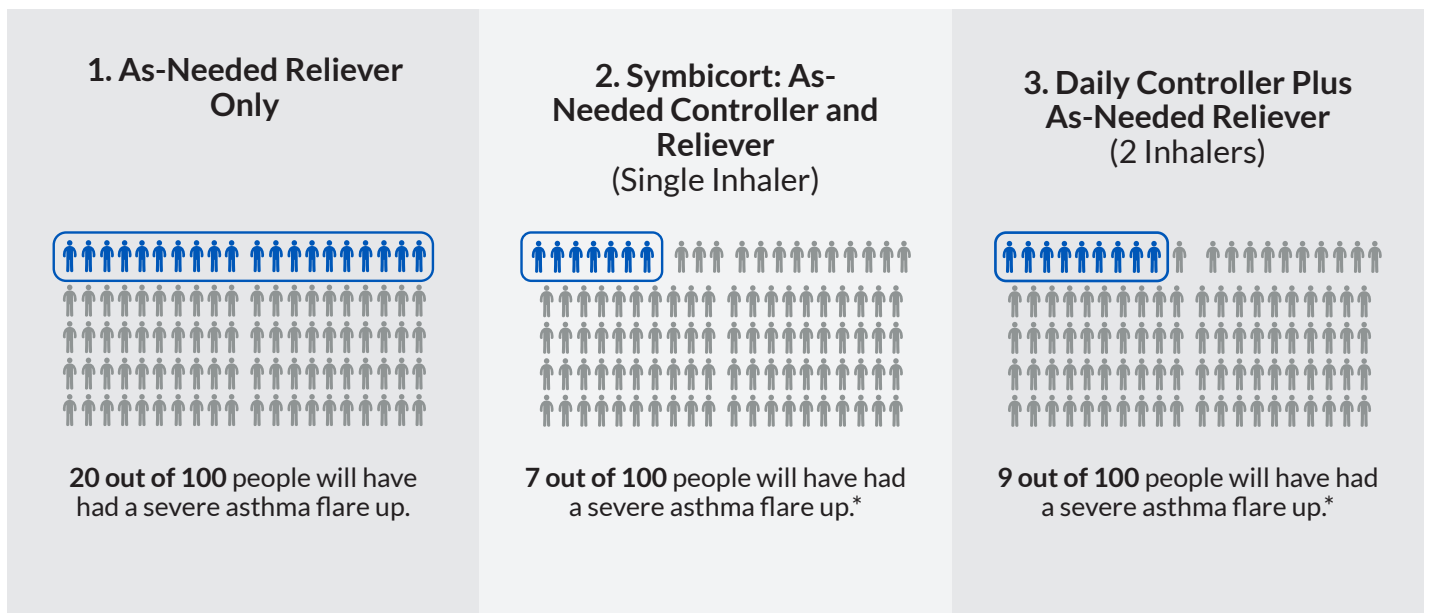 1. As-Needed Reliever
Only
2. Symbicort: As-
Needed Controller and
Reliever
(Single Inhaler)
3. Daily Controller Plus
As-Needed Reliever
(2 Inhalers)
20 out of 100 people will have
had a severe asthma flare up.
7 out of 100 people will have had
a severe asthma flare up.*
9 out of 100 people will have had
a severe asthma flare up.*